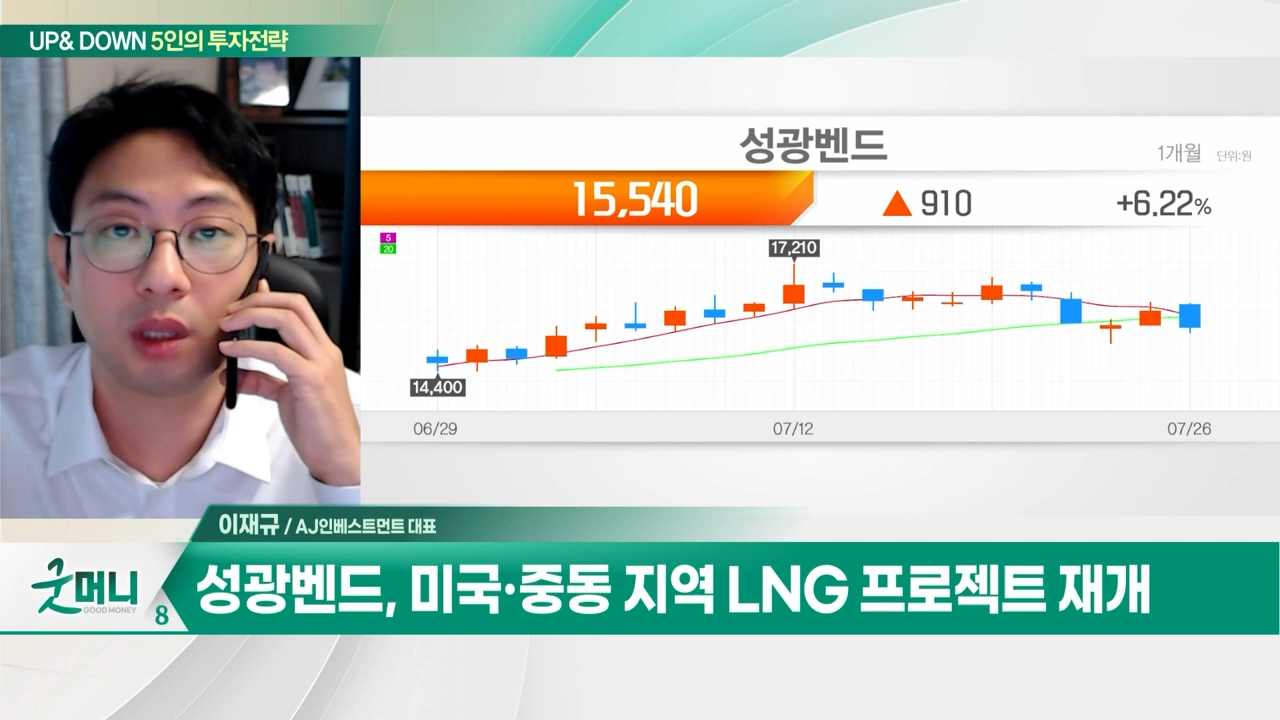 UP& DOWN 5인의 투자전략
성광벤드
1개월 단위:원
15,540 ▲ 910 +6.22%
5
20
17,210
14,400
06/29 07/12 07/26
이재규 / AJ인베스트먼트 대표
굿머니
GOOD MONEY
8
성광벤드, 미국·중동 지역 LNG 프로젝트 재개